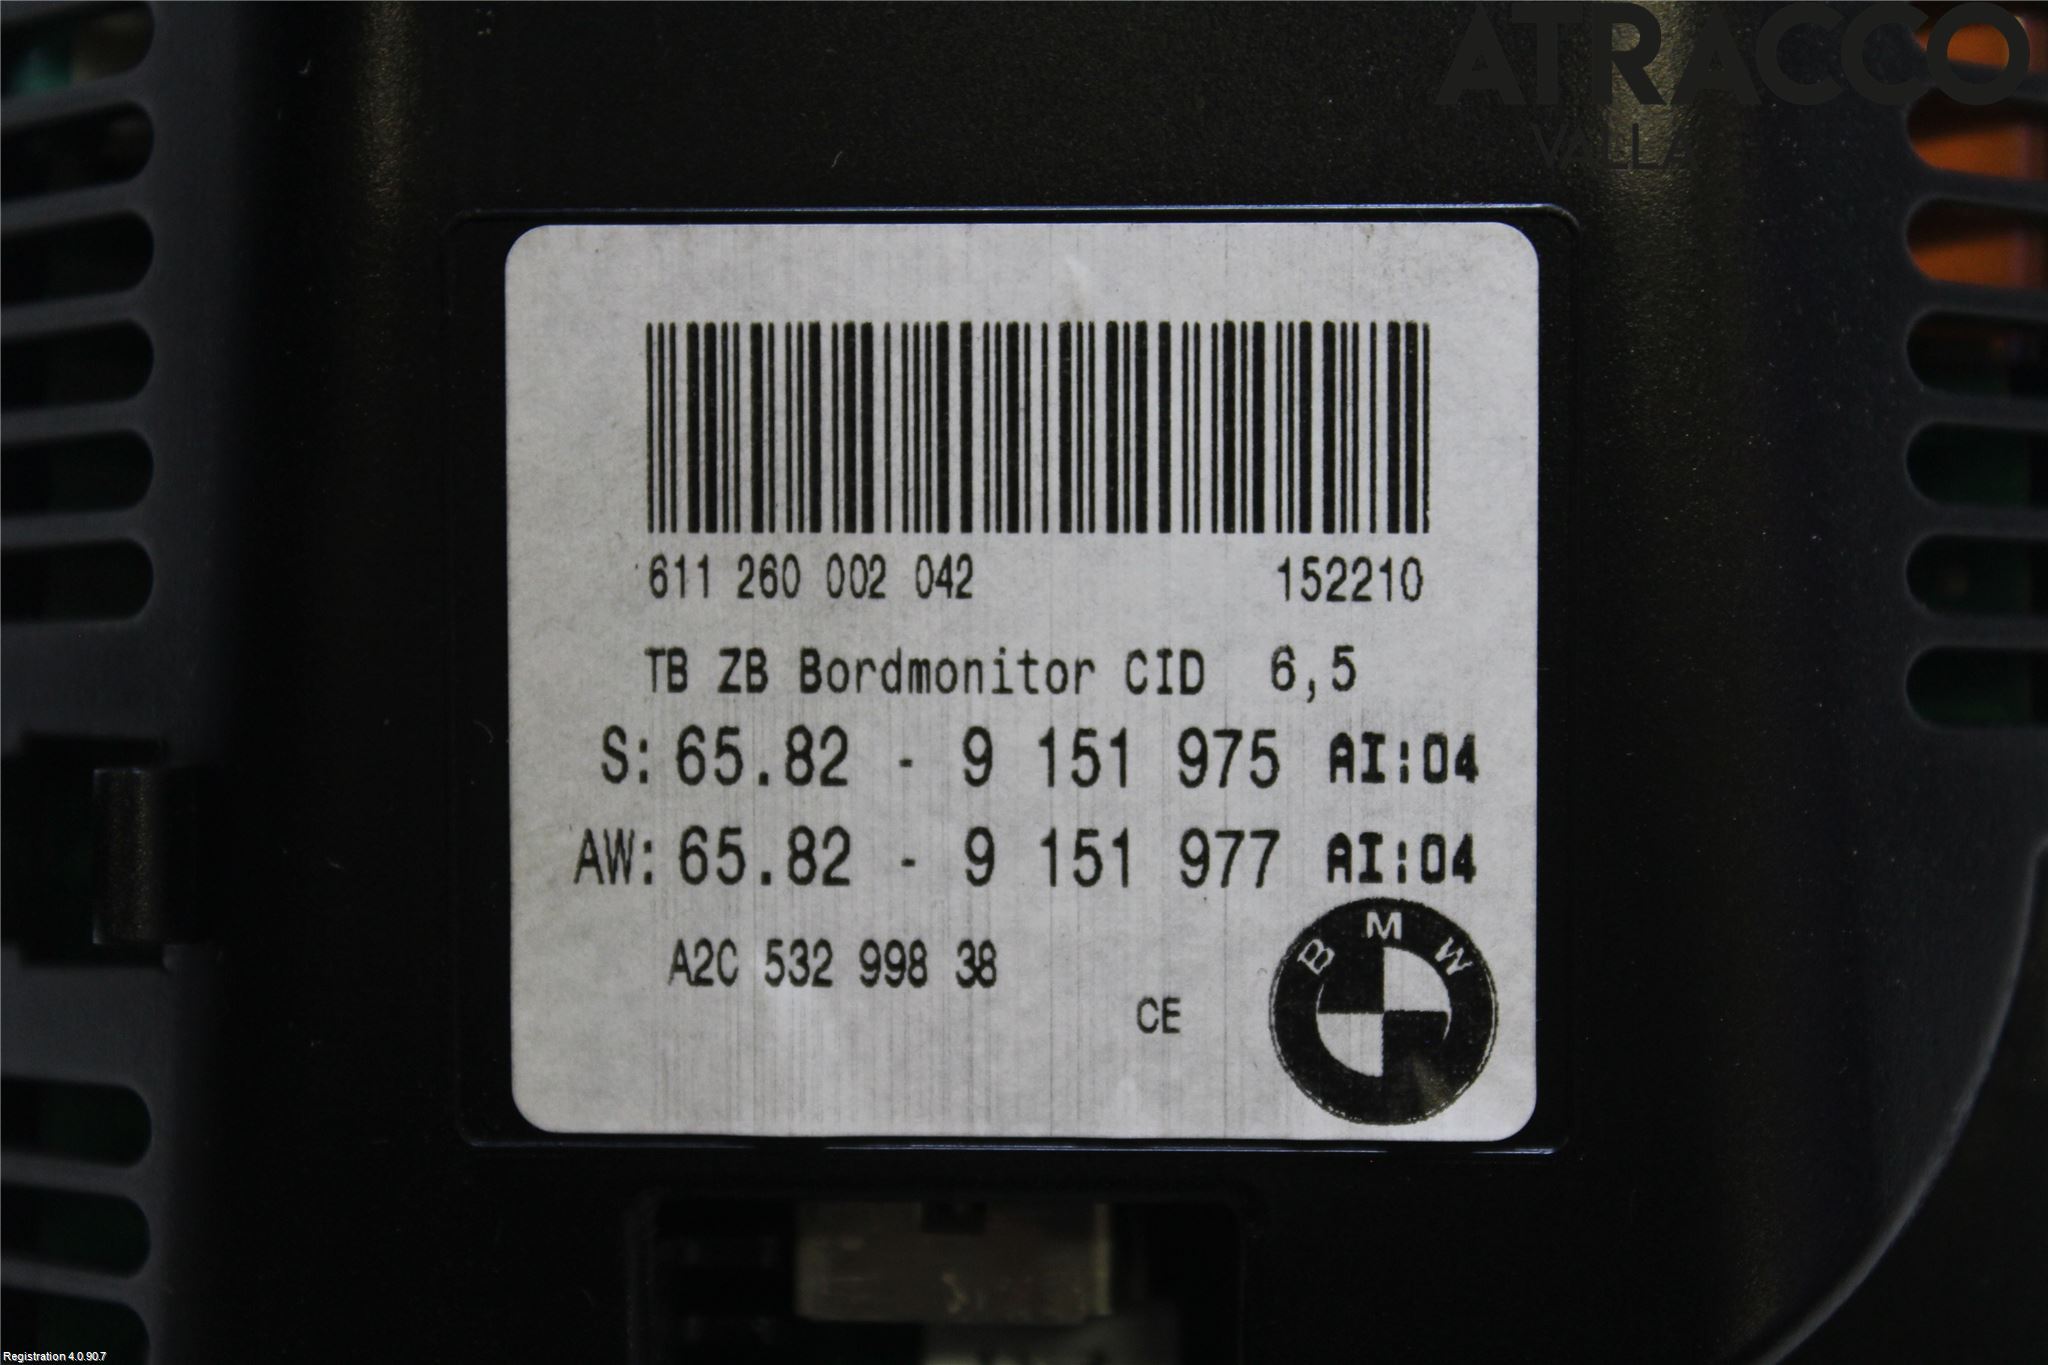 ATRACCO
VALLA
611 260 002 042 152210
TB ZB Bordmonitor CID 6,5
S: 65.82 - 9 151 975 AI:04
AW: 65.82 - 9 151 977 AI:04
A2C 532 998 38
CE
BMW
Registration 4.0.90.7